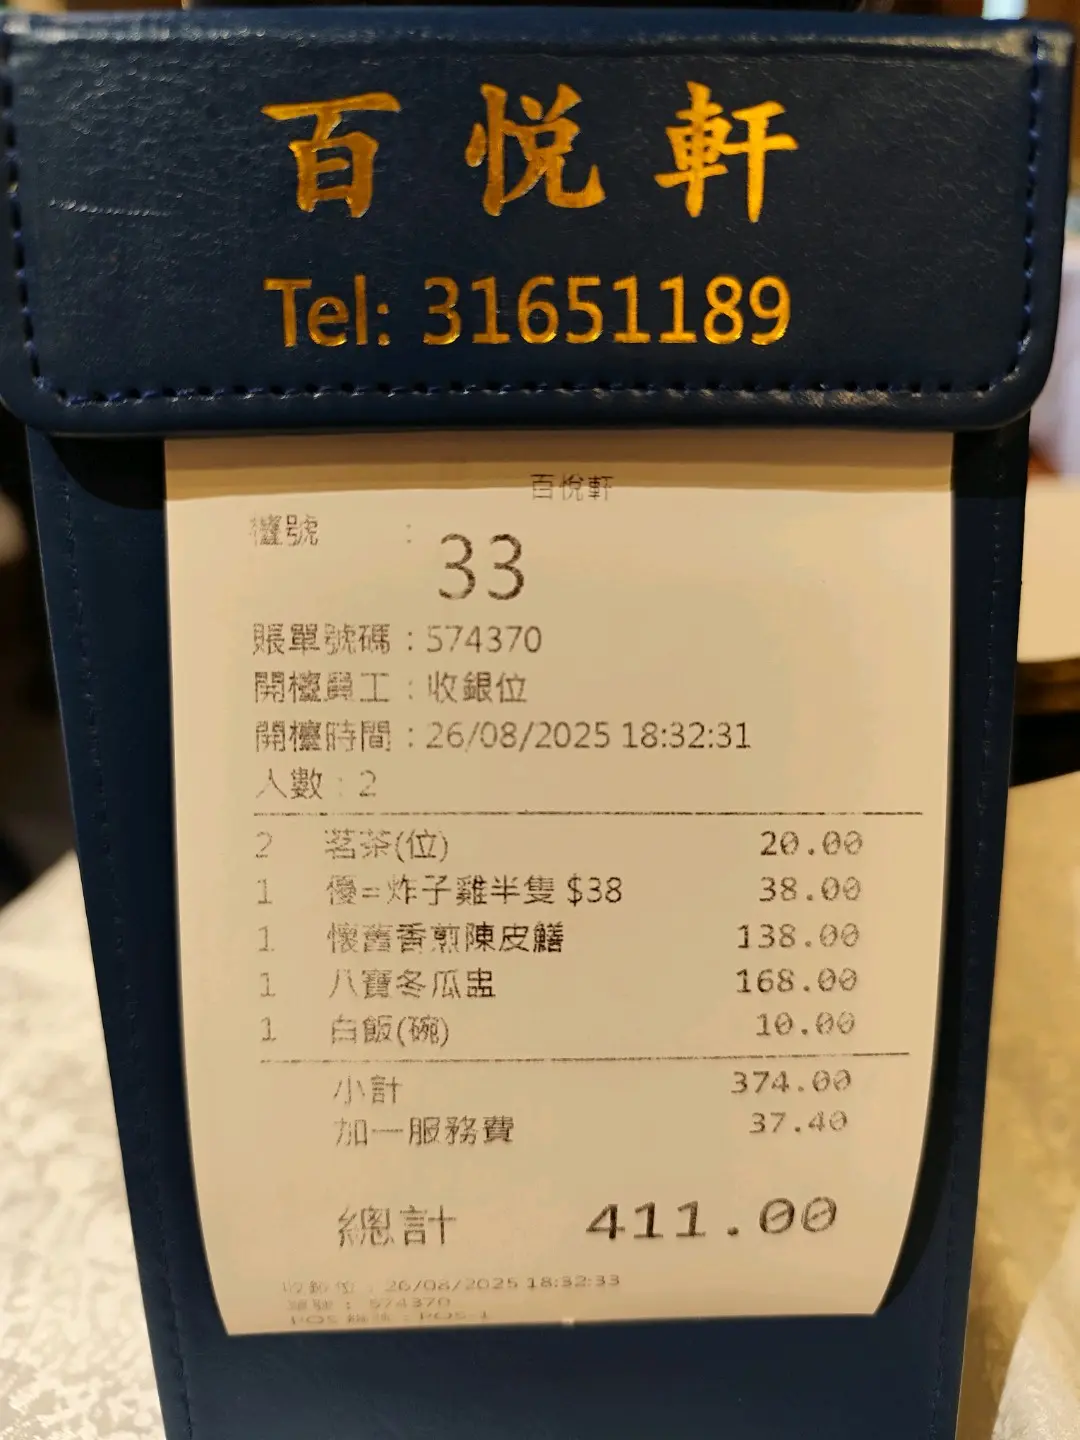 百悦軒
Tel: 31651189
百悅軒
檯號 :
33
賬單號碼 : 574370
開檯員工 : 收銀位
開檯時間 : 26/08/2025 18:32:31
人數 : 2
2 茗茶(位) 20.00
1 優=炸子雞半隻 $38 38.00
1 懷舊香煎陳皮鱔 138.00
1 八寶冬瓜盅 168.00
1 白飯(碗) 10.00
小計 374.00
加一服務費 37.40
總計 411.00
: 26/08/2025 18:32:33
: 574370
POS : POS-1